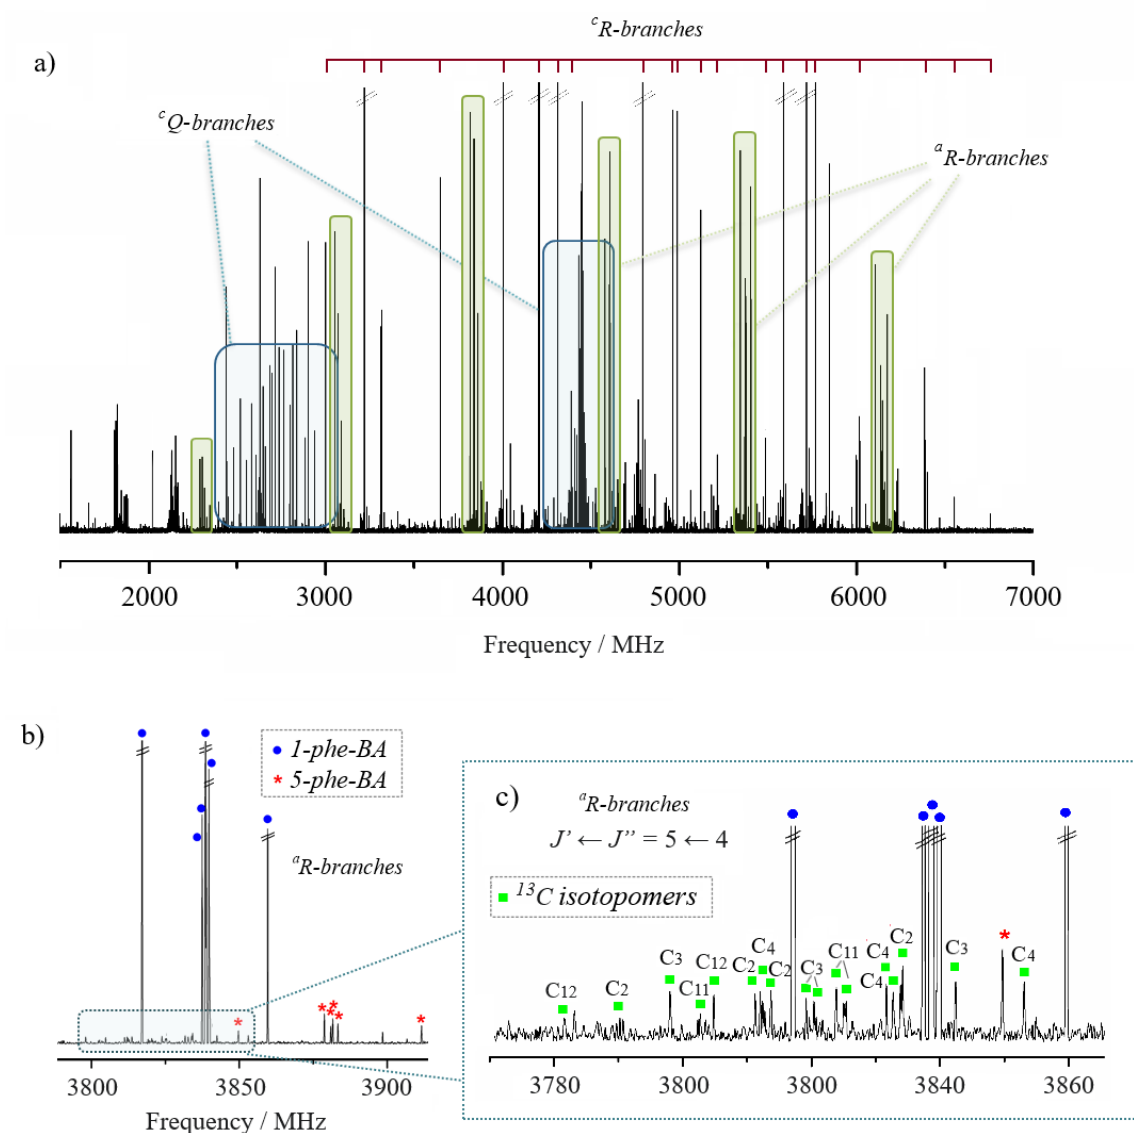 a)
ᶜR-branches
ᶜQ-branches
ᵃR-branches
2000 3000 4000 5000 6000 7000
Frequency / MHz
b)
1-phe-BA
* 5-phe-BA
ᵃR-branches
3800 3850 3900
Frequency / MHz
c)
ᵃR-branches
J' ← J'' = 5 ← 4
¹³C isotopomers
C12 C2 C3 C11 C12 C2 C4 C2 C3 C11 C4 C4 C2 C3 * C4
3780 3800 3800 3840 3860